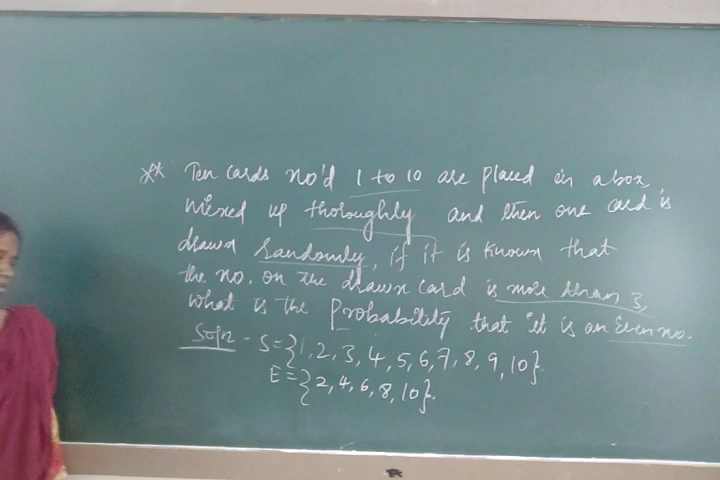 ** Ten cards no'd 1 to 10 are placed in a box,
mixed up thoroughly and then one card is
drawn randomly, if it is known that
the no. on the drawn card is more than 3,
what is the Probability that it is an Even no.
Soln - S = {1, 2, 3, 4, 5, 6, 7, 8, 9, 10}.
E = {2, 4, 6, 8, 10}.